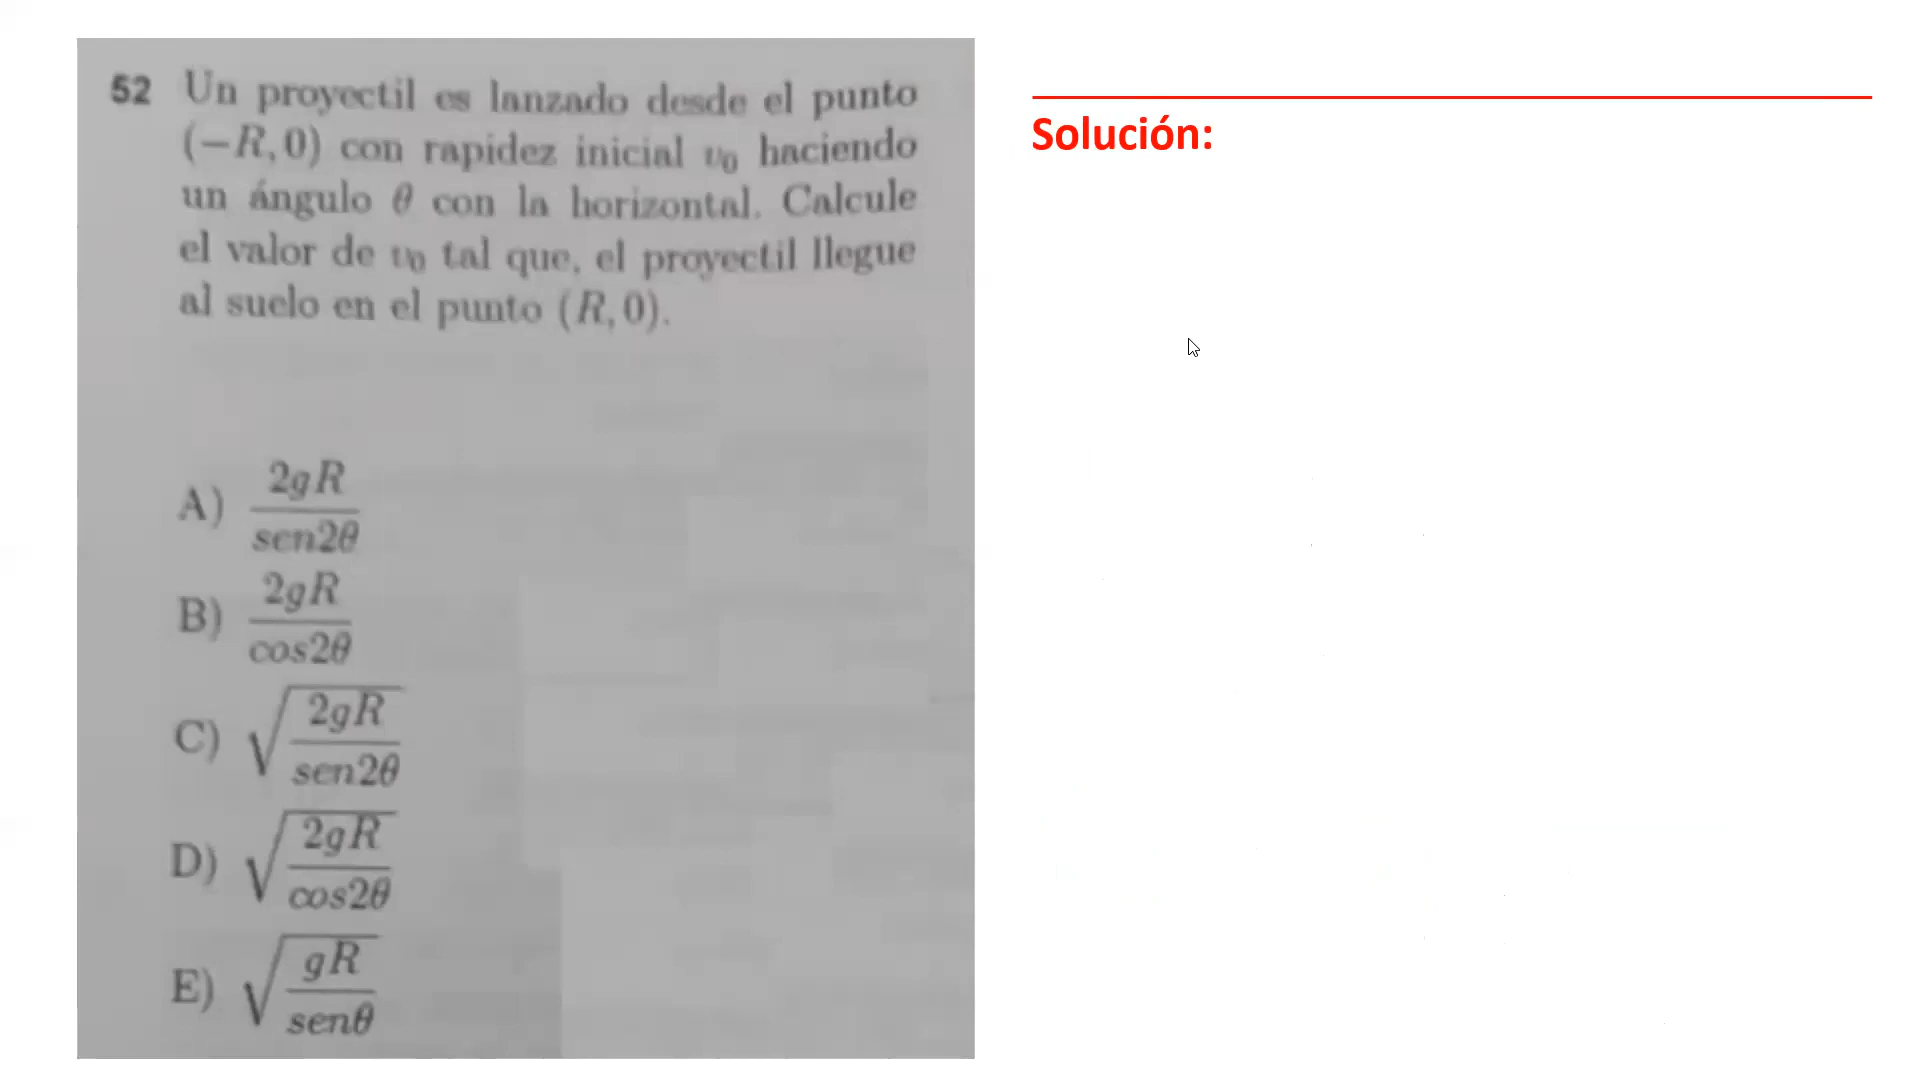 52 Un proyectil es lanzado desde el punto
(−R, 0) con rapidez inicial v₀ haciendo
un ángulo θ con la horizontal. Calcule
el valor de v₀ tal que, el proyectil llegue
al suelo en el punto (R, 0).
A) 2gR / sen2θ
B) 2gR / cos2θ
C) √(2gR / sen2θ)
D) √(2gR / cos2θ)
E) √(gR / senθ)
Solución: